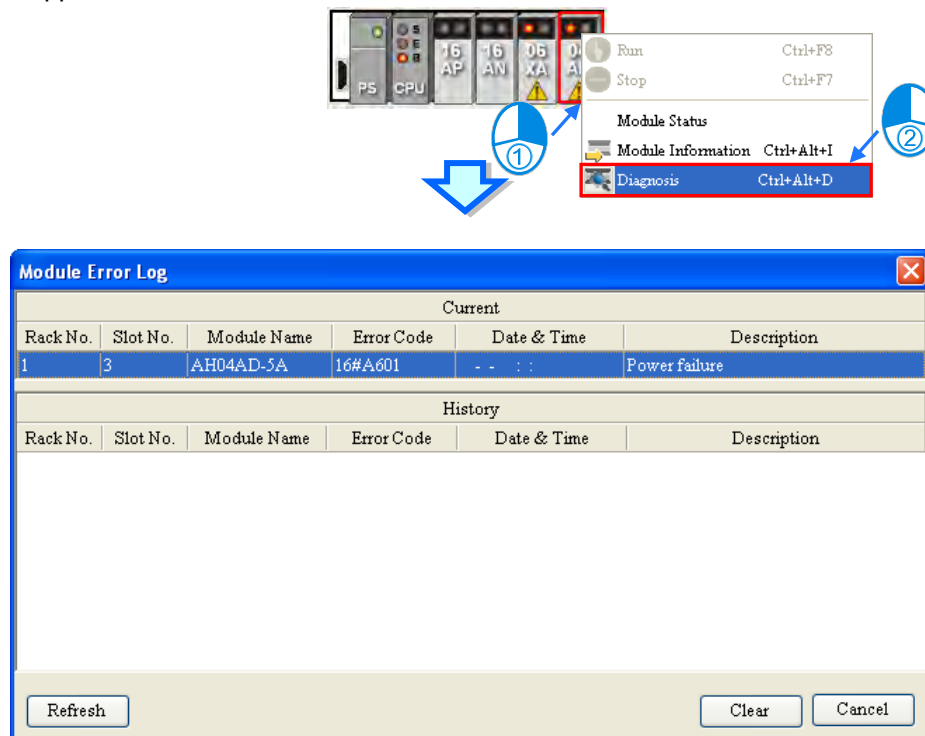 S
E
B
PS
CPU
16
AP
16
AN
06
XA
Run Ctrl+F8
Stop Ctrl+F7
Module Status
Module Information Ctrl+Alt+I
Diagnosis Ctrl+Alt+D
①
②
Module Error Log
Current
Rack No. Slot No. Module Name Error Code Date & Time Description
1 3 AH04AD-5A 16#A601 - - : : Power failure
History
Rack No. Slot No. Module Name Error Code Date & Time Description
Refresh Clear Cancel